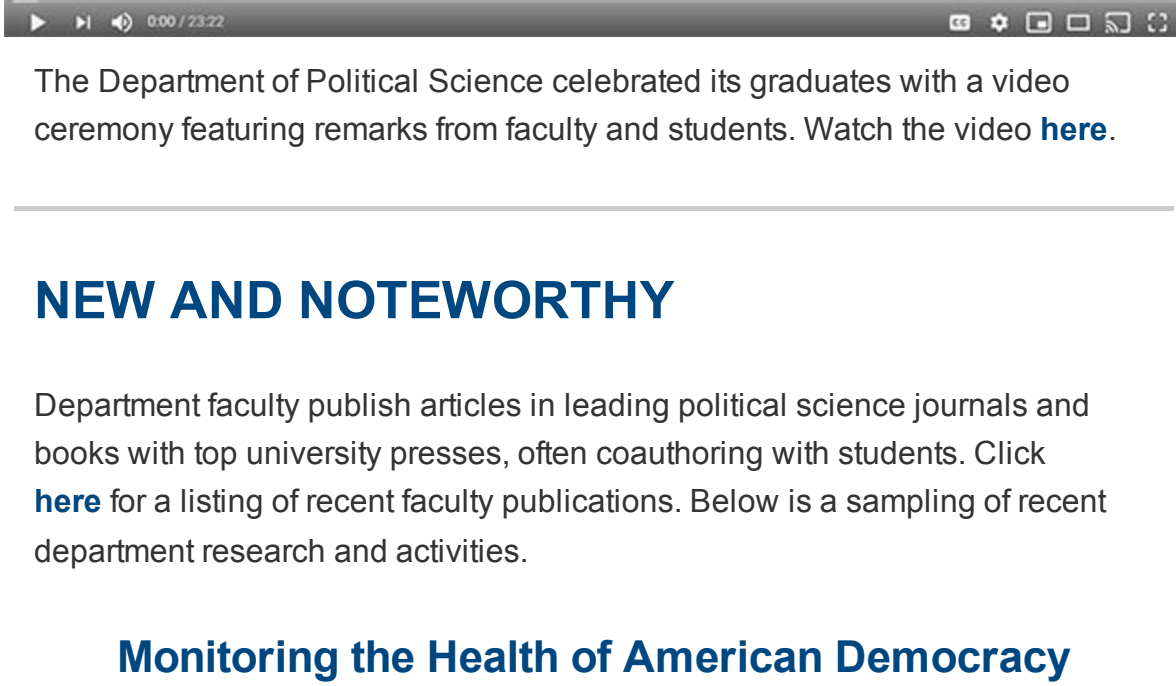 0:00 / 23:22
CC
The Department of Political Science celebrated its graduates with a video
ceremony featuring remarks from faculty and students. Watch the video here.
NEW AND NOTEWORTHY
Department faculty publish articles in leading political science journals and
books with top university presses, often coauthoring with students. Click
here for a listing of recent faculty publications. Below is a sampling of recent
department research and activities.
Monitoring the Health of American Democracy